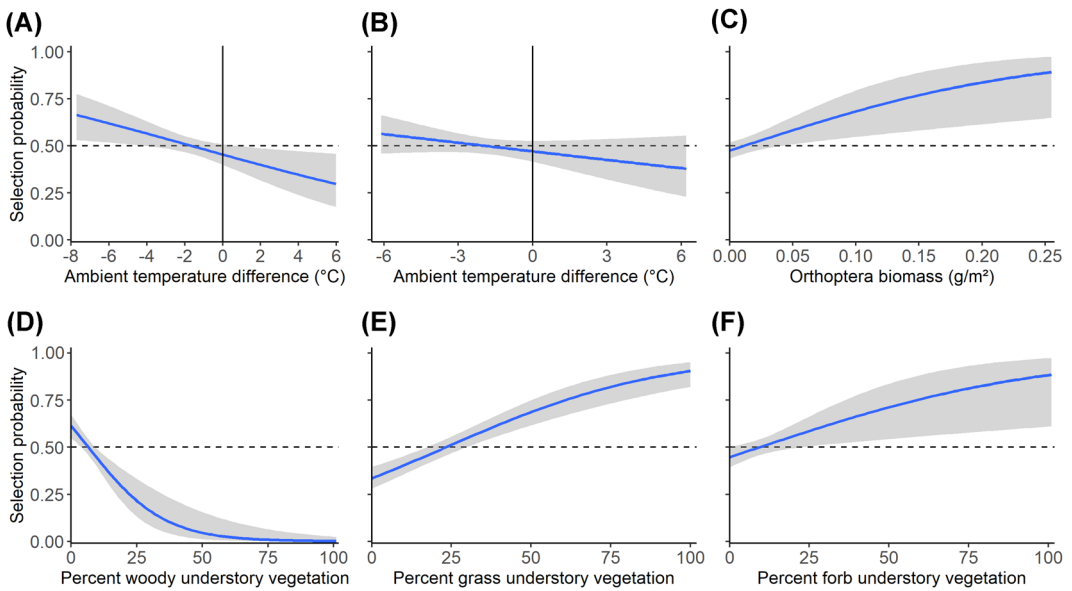 (A) (B) (C)
1.00
0.75
0.50
0.25
0.00
Selection probability
-8 -6 -4 -2 0 2 4 6
Ambient temperature difference (°C)
-6 -3 0 3 6
Ambient temperature difference (°C)
0.00 0.05 0.10 0.15 0.20 0.25
Orthoptera biomass (g/m²)
(D) (E) (F)
1.00
0.75
0.50
0.25
0.00
Selection probability
0 25 50 75 100
Percent woody understory vegetation
0 25 50 75 100
Percent grass understory vegetation
0 25 50 75 100
Percent forb understory vegetation